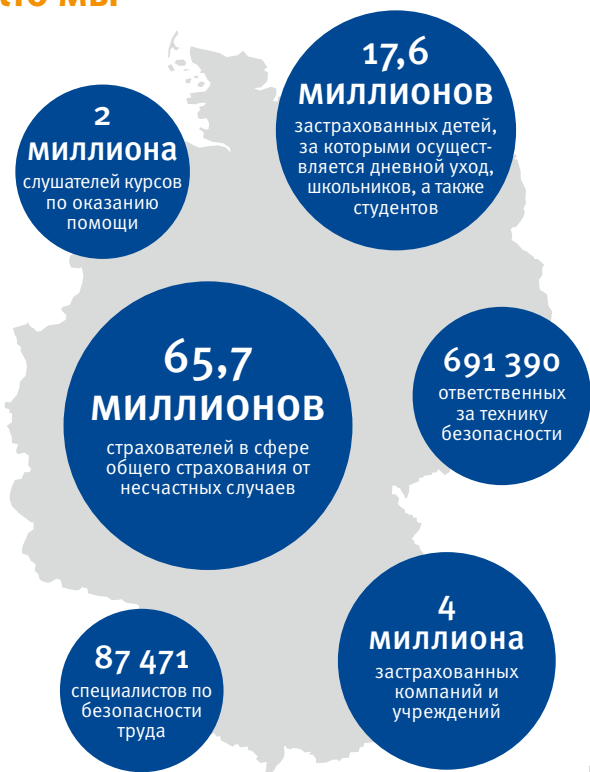 17,6
МИЛЛИОНОВ
застрахованных детей,
за которыми осущест-
вляется дневной уход,
школьников, а также
студентов
2
МИЛЛИОНА
слушателей курсов
по оказанию
помощи
65,7
МИЛЛИОНОВ
страхователей в сфере
общего страхования от
несчастных случаев
691 390
ответственных
за технику
безопасности
4
МИЛЛИОНА
застрахованных
компаний и
учреждений
87 471
специалистов по
безопасности
труда